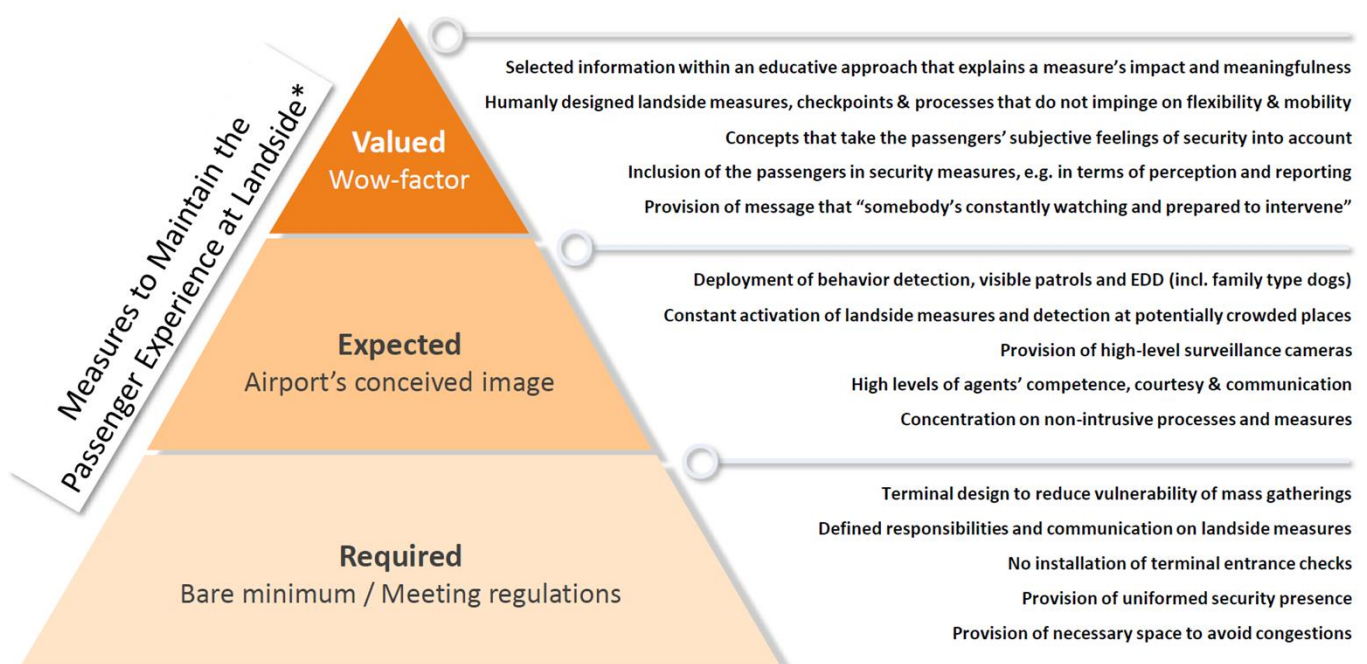 Measures to Maintain the
Passenger Experience at Landside*
Valued
Wow-factor
Selected information within an educative approach that explains a measure’s impact and meaningfulness
Humanly designed landside measures, checkpoints & processes that do not impinge on flexibility & mobility
Concepts that take the passengers’ subjective feelings of security into account
Inclusion of the passengers in security measures, e.g. in terms of perception and reporting
Provision of message that “somebody’s constantly watching and prepared to intervene”
Expected
Airport’s conceived image
Deployment of behavior detection, visible patrols and EDD (incl. family type dogs)
Constant activation of landside measures and detection at potentially crowded places
Provision of high-level surveillance cameras
High levels of agents’ competence, courtesy & communication
Concentration on non-intrusive processes and measures
Required
Bare minimum / Meeting regulations
Terminal design to reduce vulnerability of mass gatherings
Defined responsibilities and communication on landside measures
No installation of terminal entrance checks
Provision of uniformed security presence
Provision of necessary space to avoid congestions